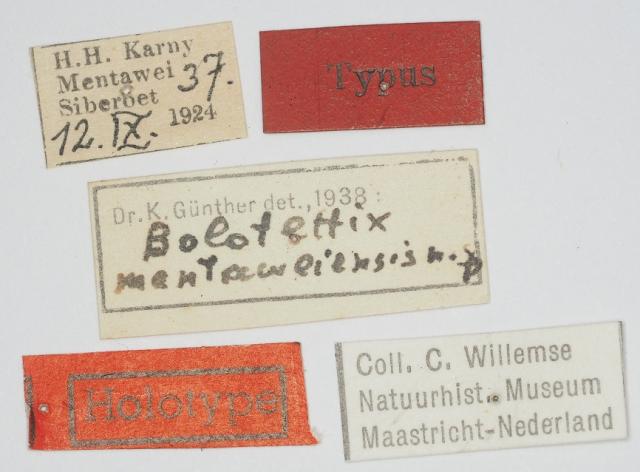 H.H. Karny
Mentawei 37.
Siberoet
12.IX. 1924
Typus
Dr. K. Günther det., 1938:
Bolotettix
mentaweiensis n.sp
Holotype
Coll. C. Willemse
Natuurhist. Museum
Maastricht-Nederland